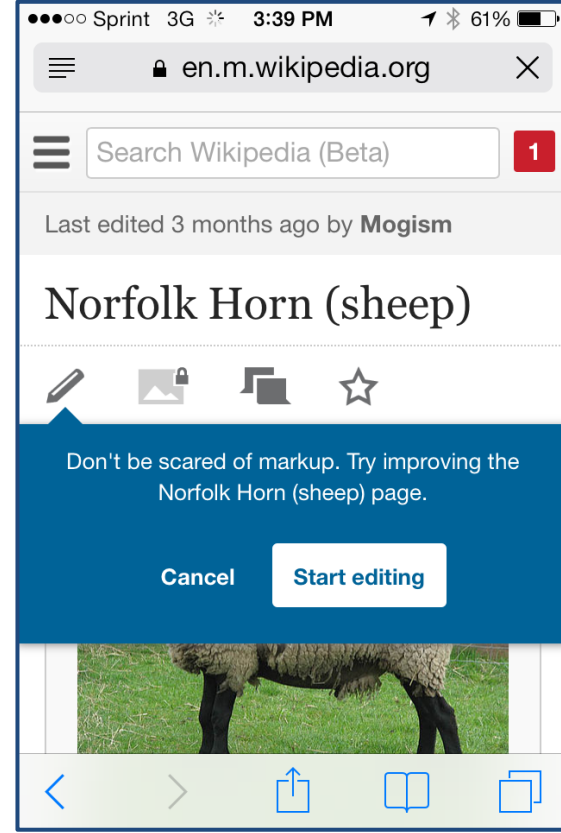 Sprint 3G 3:39 PM 61%
en.m.wikipedia.org
Search Wikipedia (Beta)
1
Last edited 3 months ago by Mogism
Norfolk Horn (sheep)
Don't be scared of markup. Try improving the
Norfolk Horn (sheep) page.
Cancel
Start editing